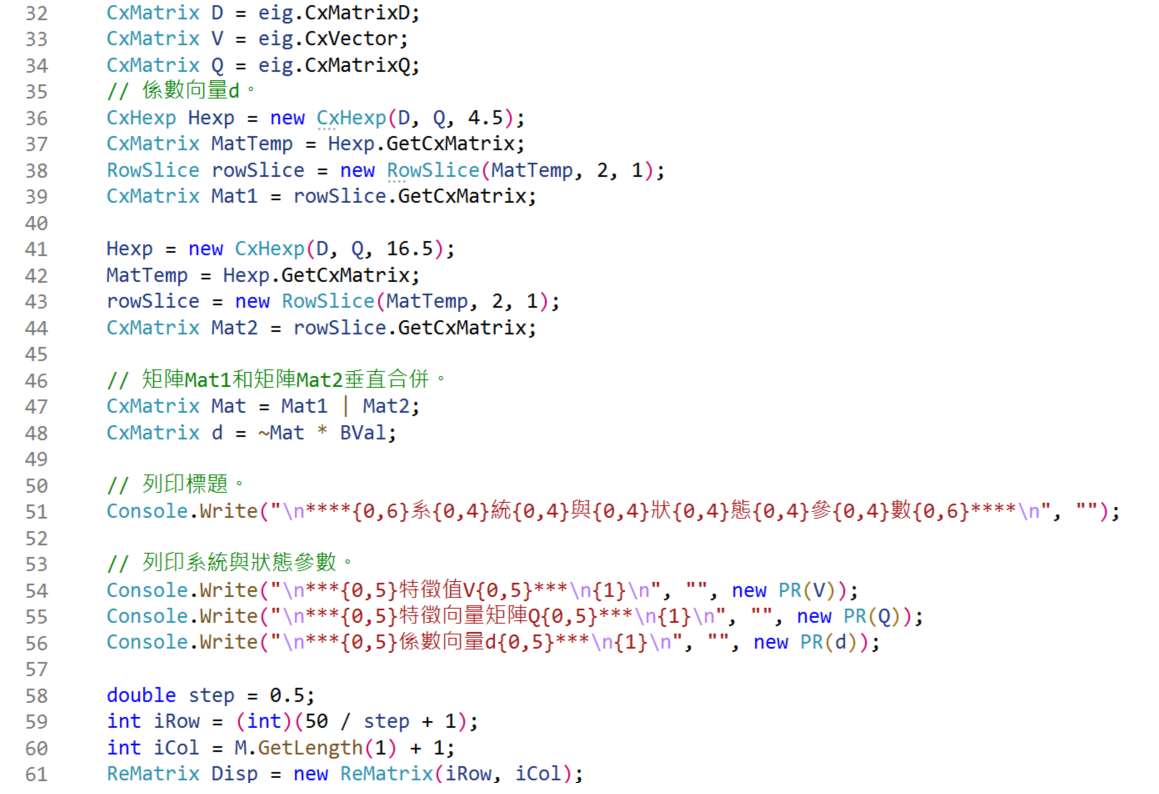 32 CxMatrix D = eig.CxMatrixD;
33 CxMatrix V = eig.CxVector;
34 CxMatrix Q = eig.CxMatrixQ;
35 // 係數向量d。
36 CxHexp Hexp = new CxHexp(D, Q, 4.5);
37 CxMatrix MatTemp = Hexp.GetCxMatrix;
38 RowSlice rowSlice = new RowSlice(MatTemp, 2, 1);
39 CxMatrix Mat1 = rowSlice.GetCxMatrix;
40
41 Hexp = new CxHexp(D, Q, 16.5);
42 MatTemp = Hexp.GetCxMatrix;
43 rowSlice = new RowSlice(MatTemp, 2, 1);
44 CxMatrix Mat2 = rowSlice.GetCxMatrix;
45
46 // 矩陣Mat1和矩陣Mat2垂直合併。
47 CxMatrix Mat = Mat1 | Mat2;
48 CxMatrix d = ~Mat * BVal;
49
50 // 列印標題。
51 Console.Write("\n****{0,6}系{0,4}統{0,4}與{0,4}狀{0,4}態{0,4}參{0,4}數{0,6}****\n", "");
52
53 // 列印系統與狀態參數。
54 Console.Write("\n***{0,5}特徵值V{0,5}***\n{1}\n", "", new PR(V));
55 Console.Write("\n***{0,5}特徵向量矩陣Q{0,5}***\n{1}\n", "", new PR(Q));
56 Console.Write("\n***{0,5}係數向量d{0,5}***\n{1}\n", "", new PR(d));
57
58 double step = 0.5;
59 int iRow = (int)(50 / step + 1);
60 int iCol = M.GetLength(1) + 1;
61 ReMatrix Disp = new ReMatrix(iRow, iCol);